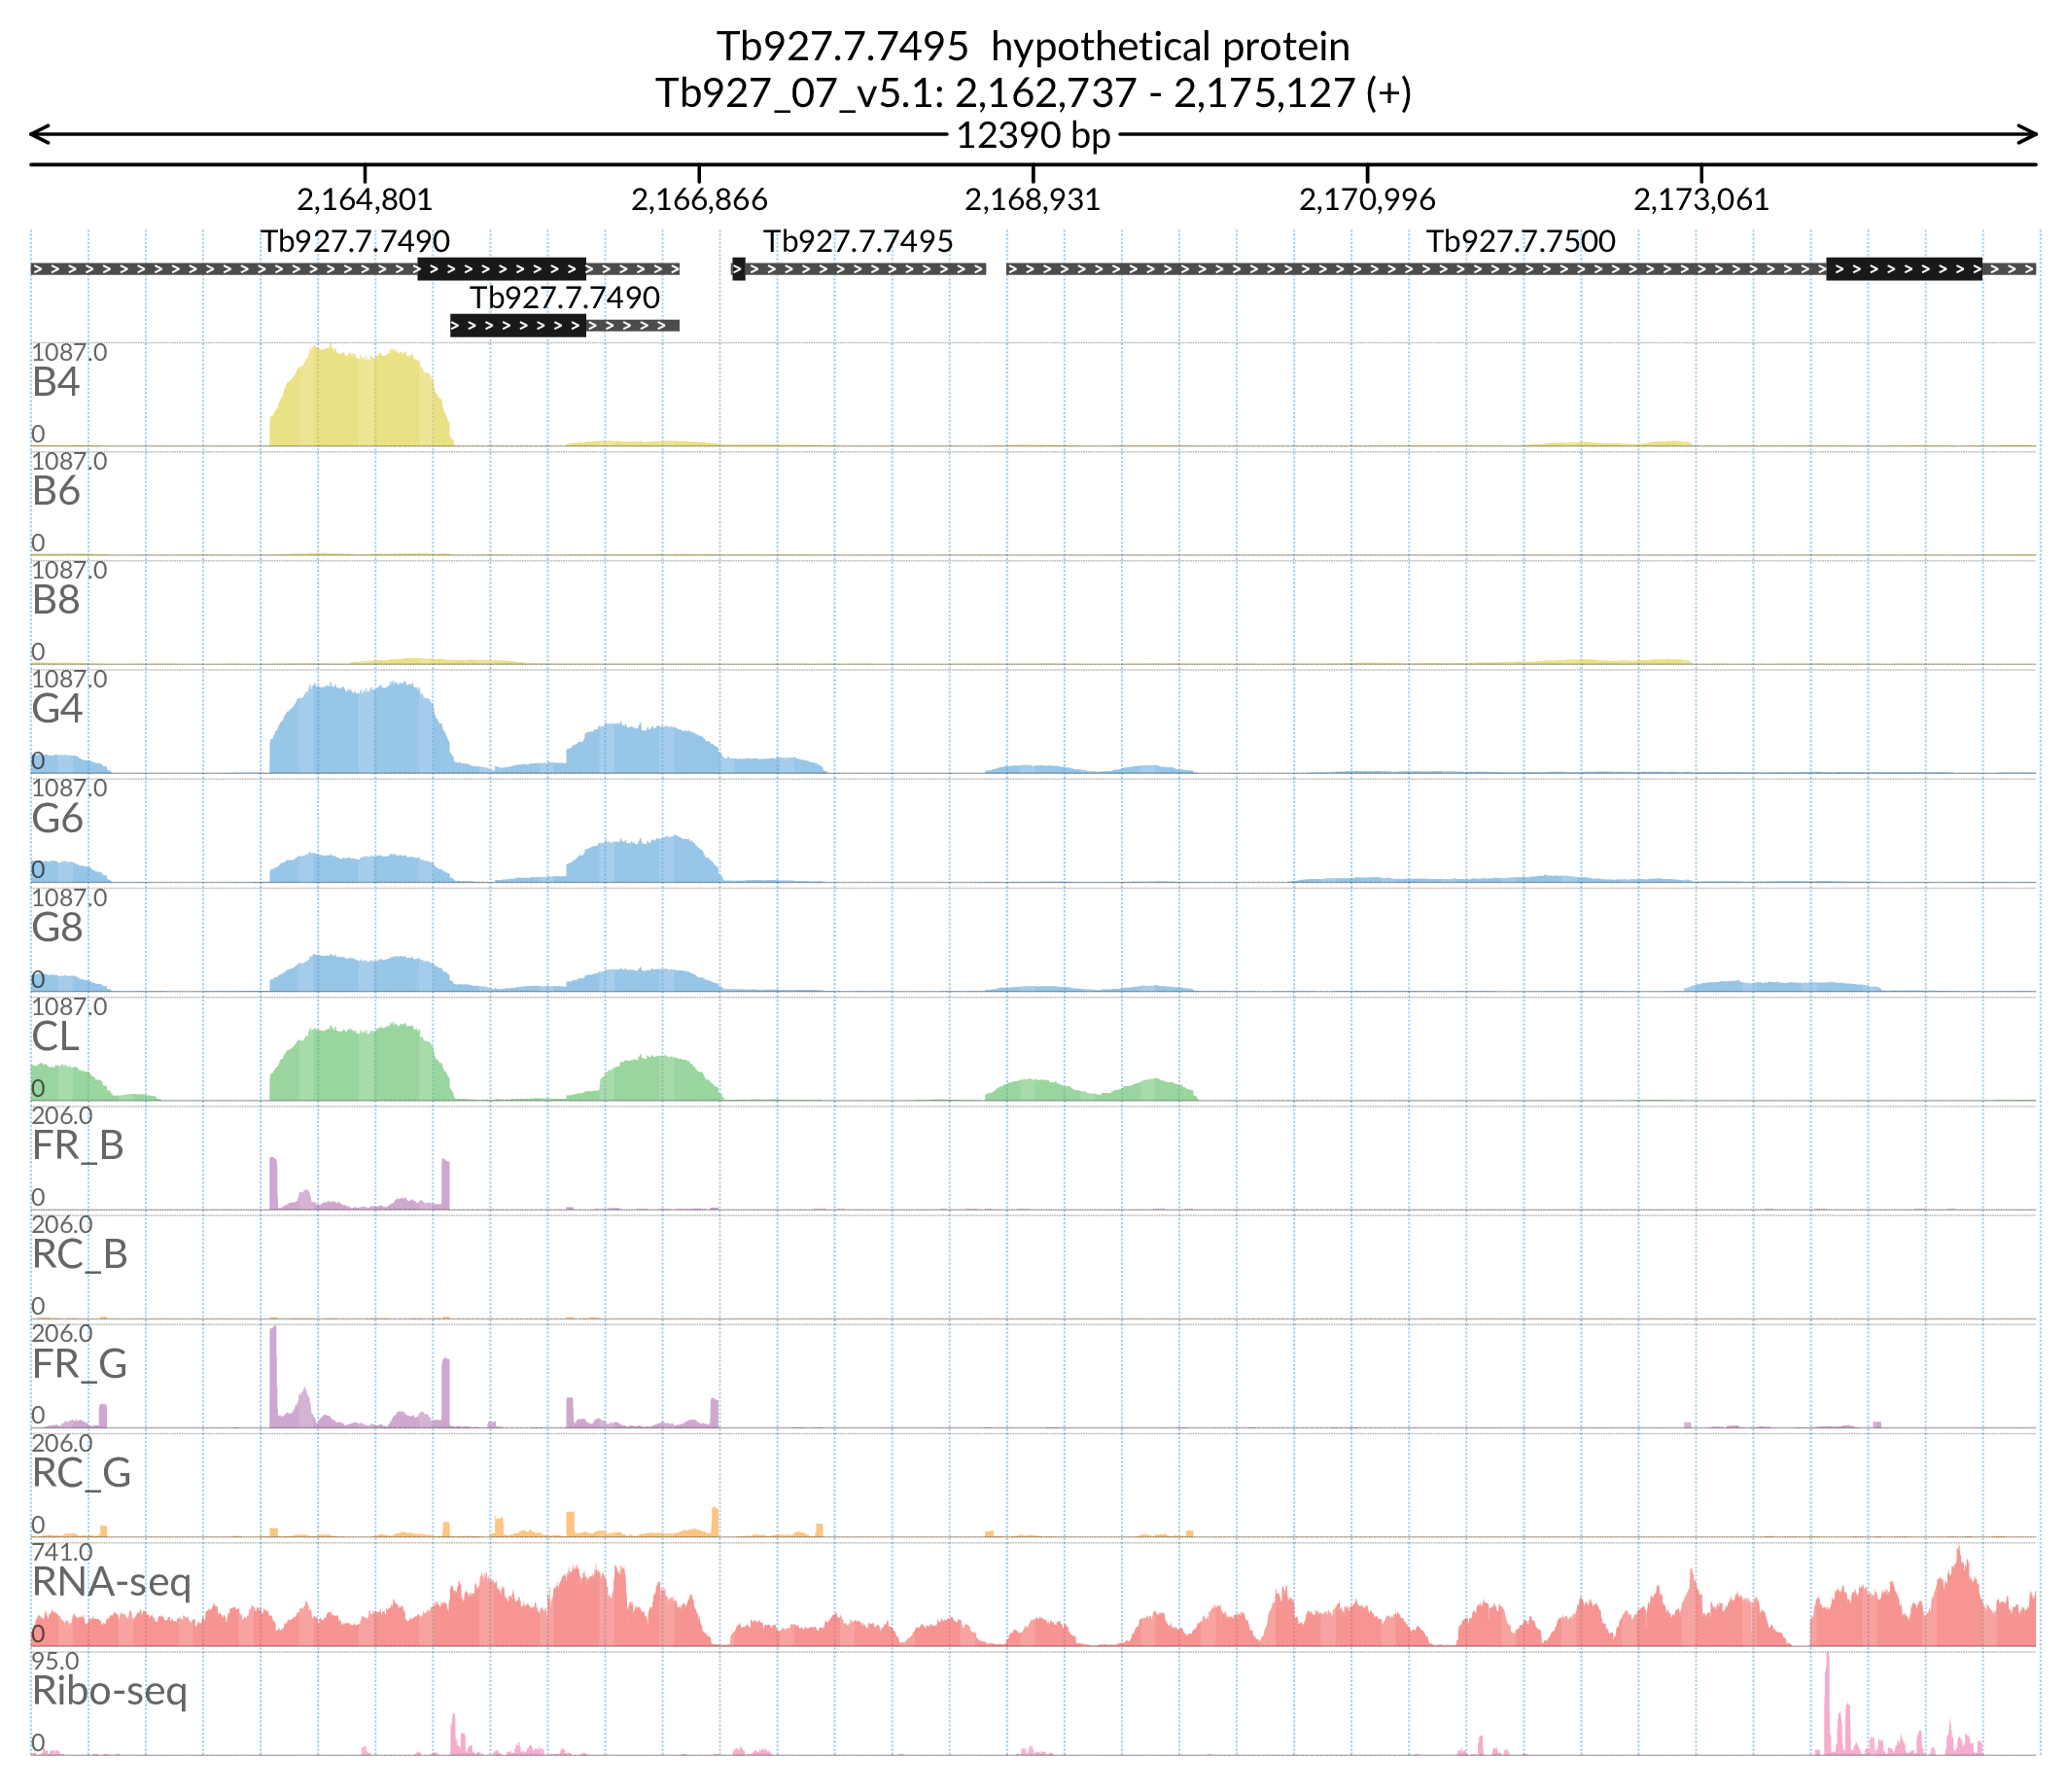 Tb927.7.7495 hypothetical protein
Tb927_07_v5.1: 2,162,737 - 2,175,127 (+)
12390 bp
2,164,801 2,166,866 2,168,931 2,170,996 2,173,061
Tb927.7.7490 Tb927.7.7495 Tb927.7.7500
Tb927.7.7490
1087.0
B4
0
1087.0
B6
0
1087.0
B8
0
1087.0
G4
0
1087.0
G6
0
1087.0
G8
0
1087.0
CL
0
206.0
FR_B
0
206.0
RC_B
0
206.0
FR_G
0
206.0
RC_G
0
741.0
RNA-seq
0
95.0
Ribo-seq
0